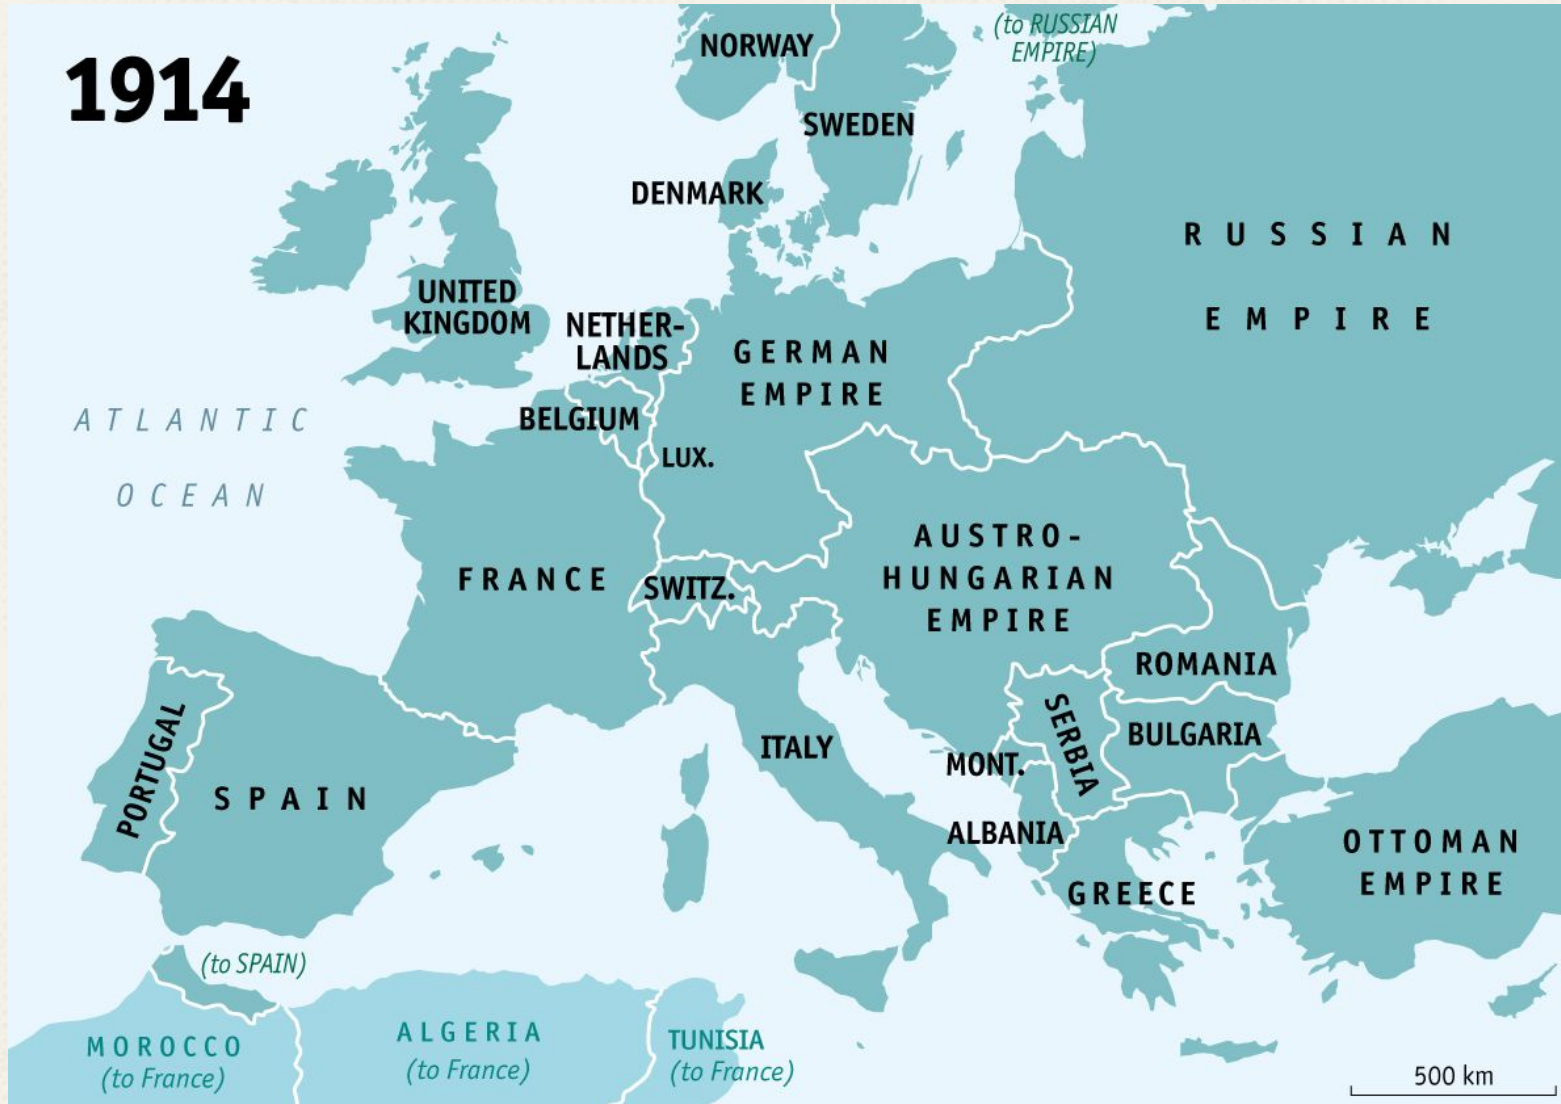 1914
NORWAY
(to RUSSIAN
EMPIRE)
SWEDEN
DENMARK
RUSSIAN
EMPIRE
UNITED
KINGDOM
NETHER-
LANDS
GERMAN
EMPIRE
BELGIUM
LUX.
ATLANTIC
OCEAN
FRANCE
SWITZ.
AUSTRO-
HUNGARIAN
EMPIRE
ROMANIA
SERBIA
BULGARIA
ITALY
MONT.
ALBANIA
GREECE
OTTOMAN
EMPIRE
PORTUGAL
SPAIN
(to SPAIN)
MOROCCO
(to France)
ALGERIA
(to France)
TUNISIA
(to France)
500 km